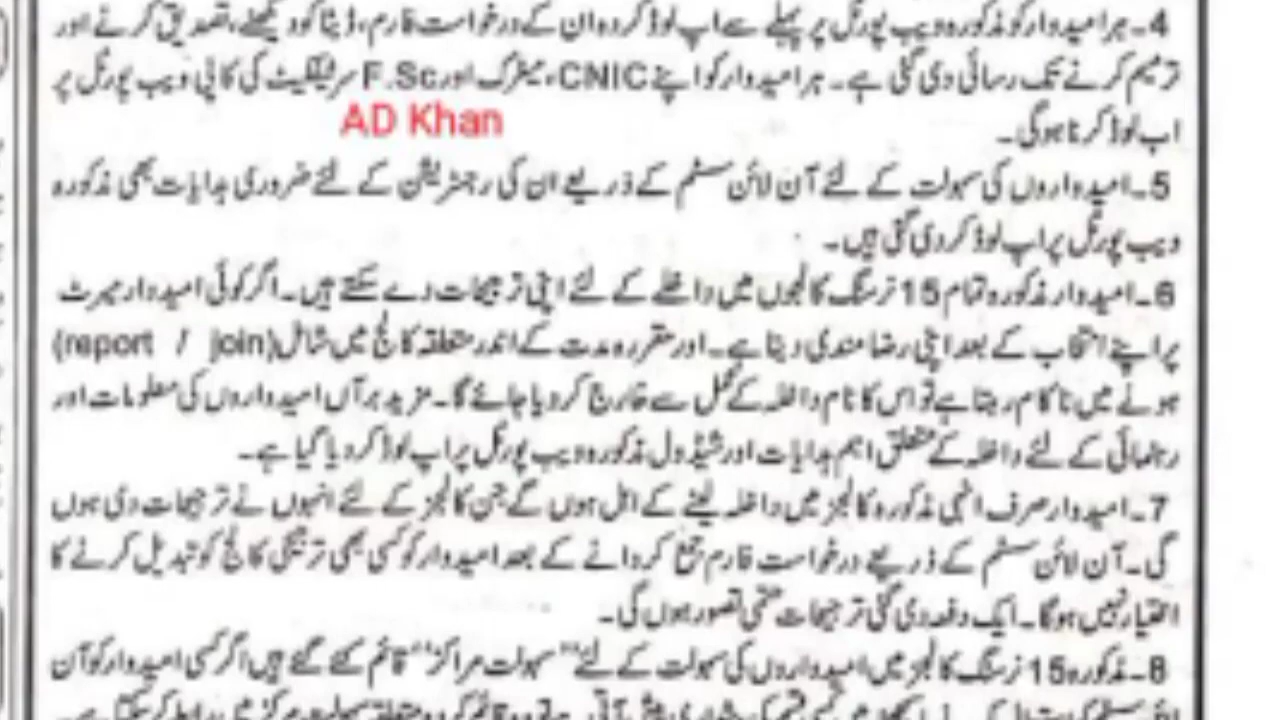 4۔ہر امیدوار کو مذکورہ ویب پورٹل پر پہلے سے اپ لوڈ کردہ ان کے درخواست فارم، ڈیٹا کو دیکھنے، تصدیق کرنے اور
ترمیم کرنے تک رسائی دی گئی ہے۔ ہر امیدوار کو اپنے CNIC، میٹرک اور F.Sc سرٹیفکیٹ کی کاپی ویب پورٹل پر
AD Khan
اپ لوڈ کرنا ہوگی۔
5۔امیدواروں کی سہولت کے لئے آن لائن سسٹم کے ذریعے ان کی رجسٹریشن کے لئے ضروری ہدایات بھی مذکورہ
ویب پورٹل پر اپ لوڈ کر دی گئی ہیں۔
6۔امیدوار مذکورہ تمام 15 نرسنگ کالجوں میں داخلے کے لئے اپنی ترجیحات دے سکتے ہیں۔ اگر کوئی امیدوار میرٹ
پر اپنے انتخاب کے بعد اپنی رضامندی دیتا ہے۔ اور مقررہ مدت کے اندر متعلقہ کالج میں شامل (report / join)
ہونے میں ناکام رہتا ہے تو اس کا نام داخلہ کے عمل سے خارج کر دیا جائے گا۔ مزید برآں امیدواروں کی معلومات اور
رہنمائی کے لئے داخلہ کے متعلق اہم ہدایات اور شیڈول مذکورہ ویب پورٹل پر اپ لوڈ کر دیا گیا ہے۔
7۔امیدوار صرف انہی مذکورہ کالجز میں داخلہ لینے کے اہل ہوں گے جن کالجز کے لئے انہوں نے ترجیحات دی ہوں
گی۔ آن لائن سسٹم کے ذریعے درخواست فارم جمع کروانے کے بعد امیدوار کو کسی بھی ترجیحی کالج کو تبدیل کرنے کا
اختیار نہیں ہوگا۔ ایک دفعہ دی گئی ترجیحات حتمی تصور ہوں گی۔
8۔مذکورہ 15 نرسنگ کالجز میں امیدواروں کی سہولت کے لئے "سہولت مراکز" قائم کئے گئے ہیں اگر کسی امیدوار کو آن